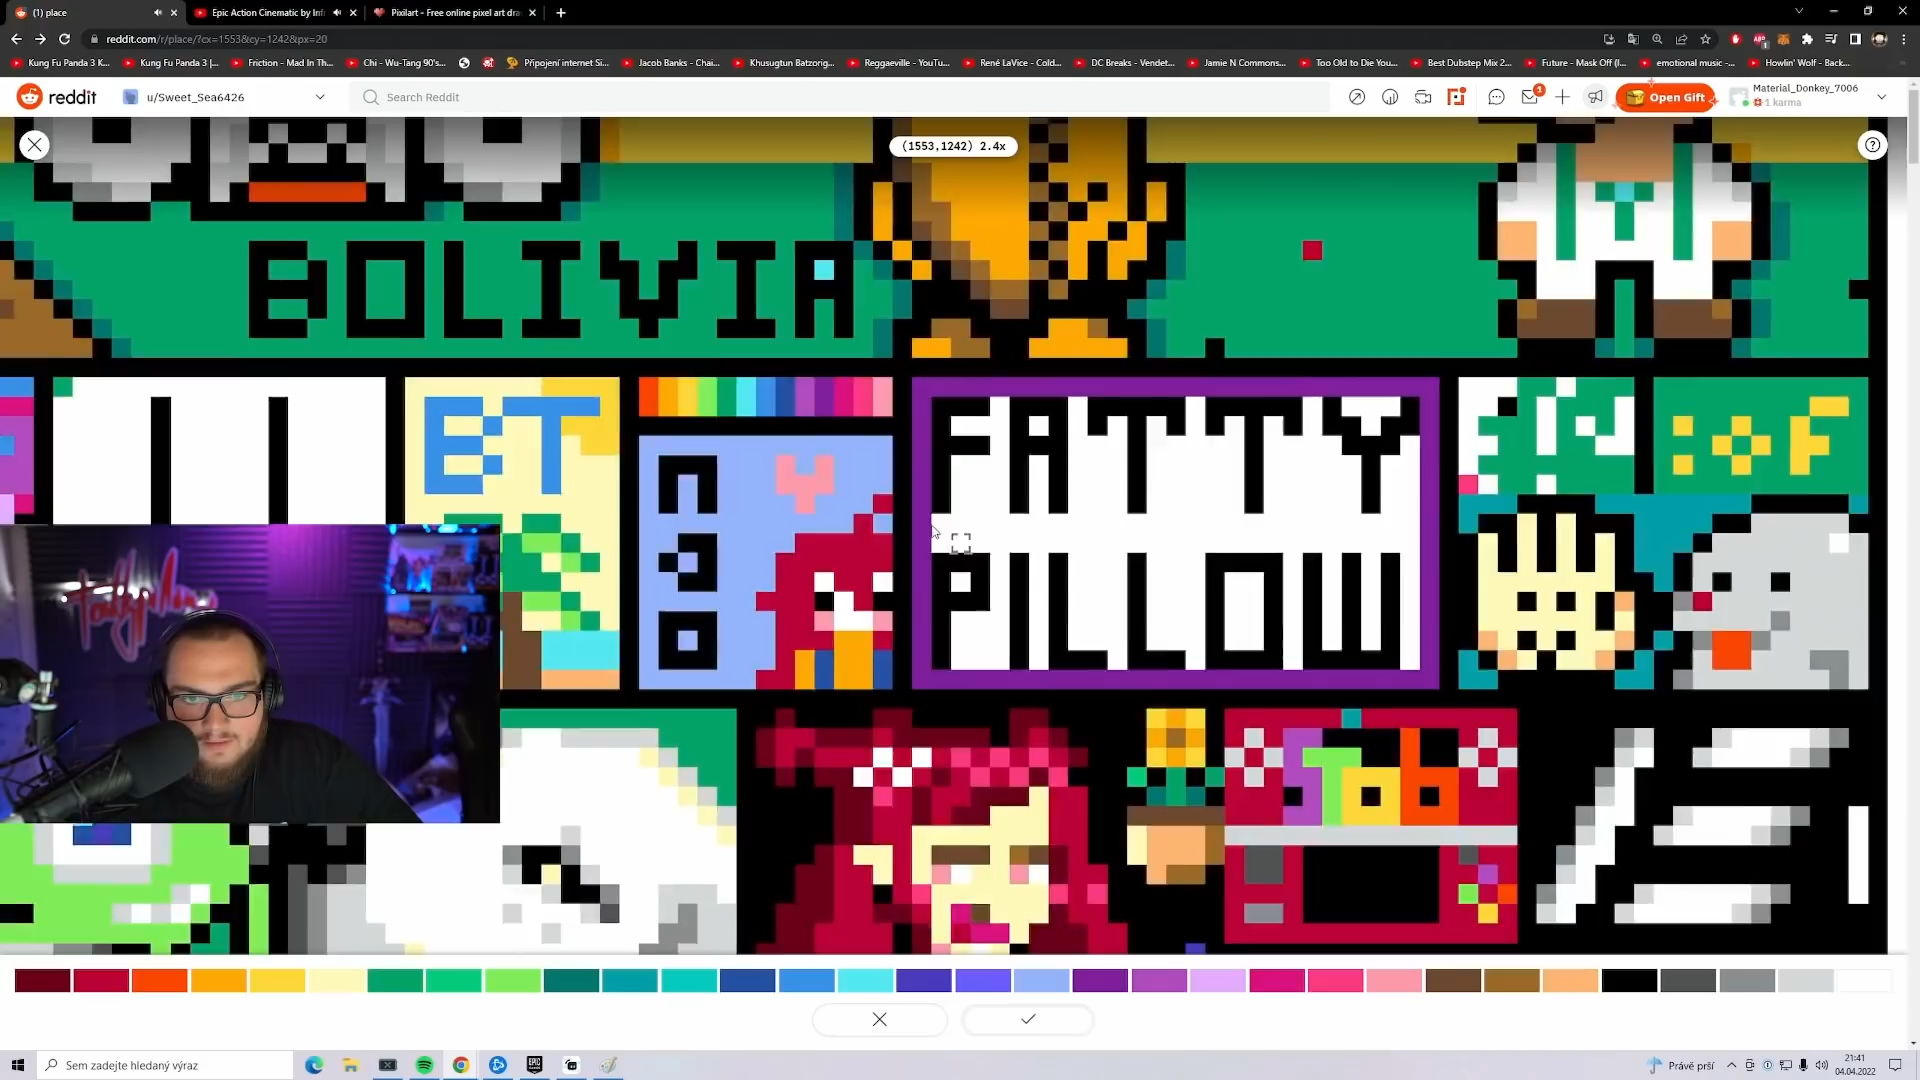 (1) place
Epic Action Cinematic by Inf
Pixilart - Free online pixel art dra
reddit.com/r/place/?cx=1553&cy=1242&px=20
Kung Fu Panda 3 K...
Kung Fu Panda 3 |...
Friction - Mad In Th...
Chi - Wu-Tang 90's...
Připojení internet Si...
Jacob Banks - Chai...
Khusugtun Batzorig...
Reggaeville - YouTu...
René LaVice - Cold...
DC Breaks - Vendet...
Jamie N Commons...
Too Old to Die You...
Best Dubstep Mix 2...
Future - Mask Off (I...
emotional music -...
Howlin' Wolf - Back...
reddit
u/Sweet_Sea6426
Search Reddit
1
Open Gift
Material_Donkey_7006
1 karma
(1553,1242) 2.4x
BOLIVIA
BT
FATTY
PILLOW
Sem zadejte hledaný výraz
Právě prší
21:41
04.04.2022